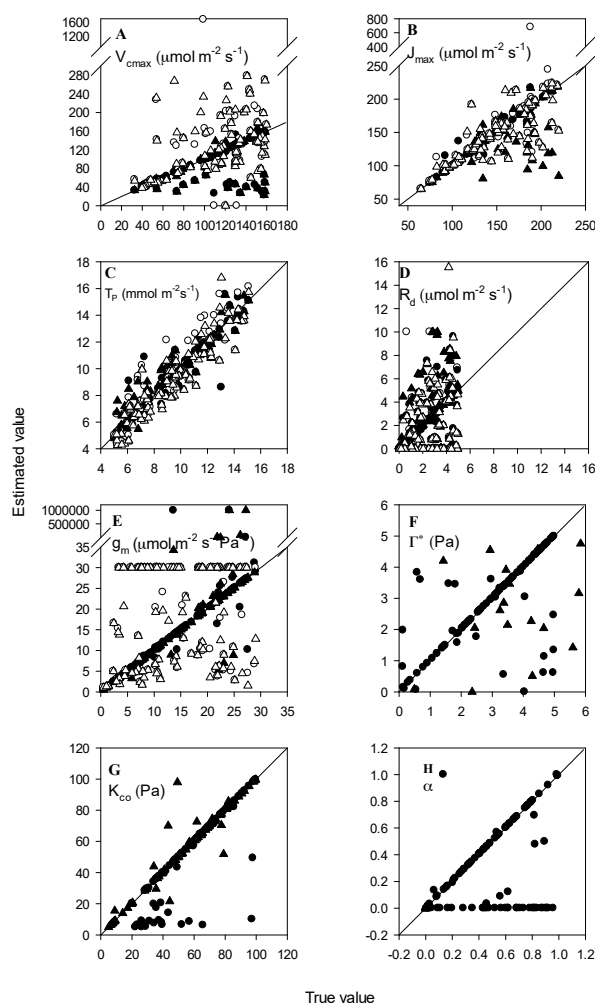 A
V_cmax (μmol m⁻² s⁻¹)
1600
280
240
200
160
120
80
40
0
0 20 40 60 80 100 120 140 160 180
B
J_max (μmol m⁻² s⁻¹)
800
600
400
250
200
150
100
50
50 100 150 200 250
C
T_P (mmol m⁻²s⁻¹)
18
16
14
12
10
8
6
4
4 6 8 10 12 14 16 18
D
R_d (μmol m⁻² s⁻¹)
16
14
12
10
8
6
4
2
0
0 2 4 6 8 10 12 14 16
Estimated value
E
g_m (μmol m⁻² s⁻¹ Pa⁻¹)
1000000
500000
35
30
25
20
15
10
5
0
0 5 10 15 20 25 30 35
F
Γ* (Pa)
6
5
4
3
2
1
0
0 1 2 3 4 5 6
G
K_co (Pa)
120
100
80
60
40
20
0
0 20 40 60 80 100 120
H
α
1.2
1.0
0.8
0.6
0.4
0.2
0.0
-0.2
-0.2 0.0 0.2 0.4 0.6 0.8 1.0 1.2
True value